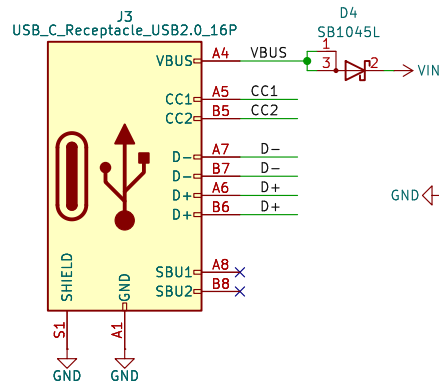 J3
USB_C_Receptacle_USB2.0_16P
D4
SB1045L
VBUS A4 VBUS
1
3 2 VIN
CC1 A5 CC1
CC2 B5 CC2
D- A7 D-
D- B7 D-
D+ A6 D+
D+ B6 D+
GND
SBU1 A8
SBU2 B8
SHIELD
GND
S1
A1
GND
GND